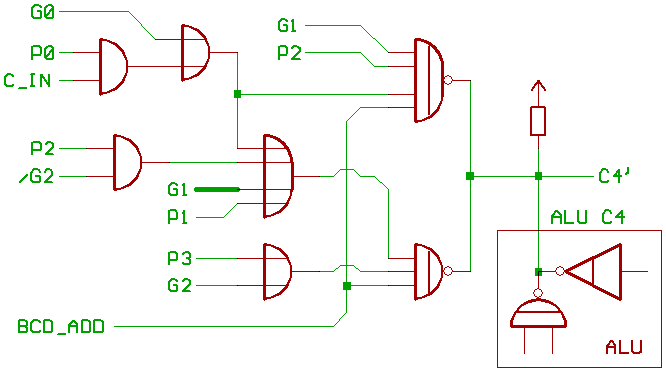 G0
G1
P0
P2
C_IN
P2
/G2
G1
C4'
P1
ALU C4
P3
G2
BCD_ADD
ALU